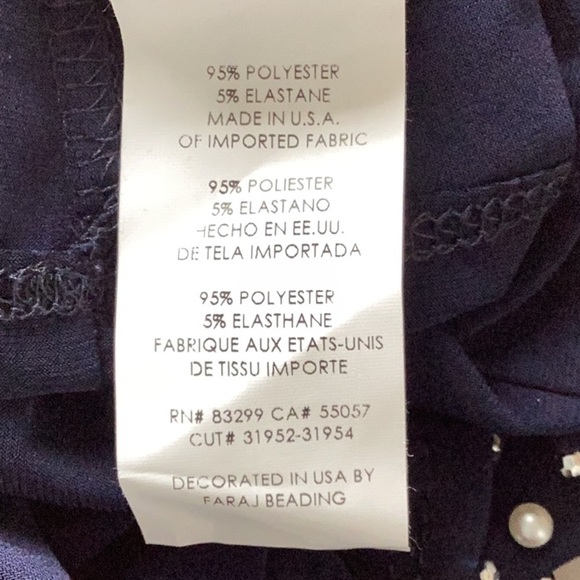 95% POLYESTER
5% ELASTANE
MADE IN U.S.A.
OF IMPORTED FABRIC
95% POLIESTER
5% ELASTANO
HECHO EN EE.UU.
DE TELA IMPORTADA
95% POLYESTER
5% ELASTHANE
FABRIQUE AUX ETATS-UNIS
DE TISSU IMPORTE
RN# 83299 CA# 55057
CUT# 31952-31954
DECORATED IN USA BY
FARAJ BEADING